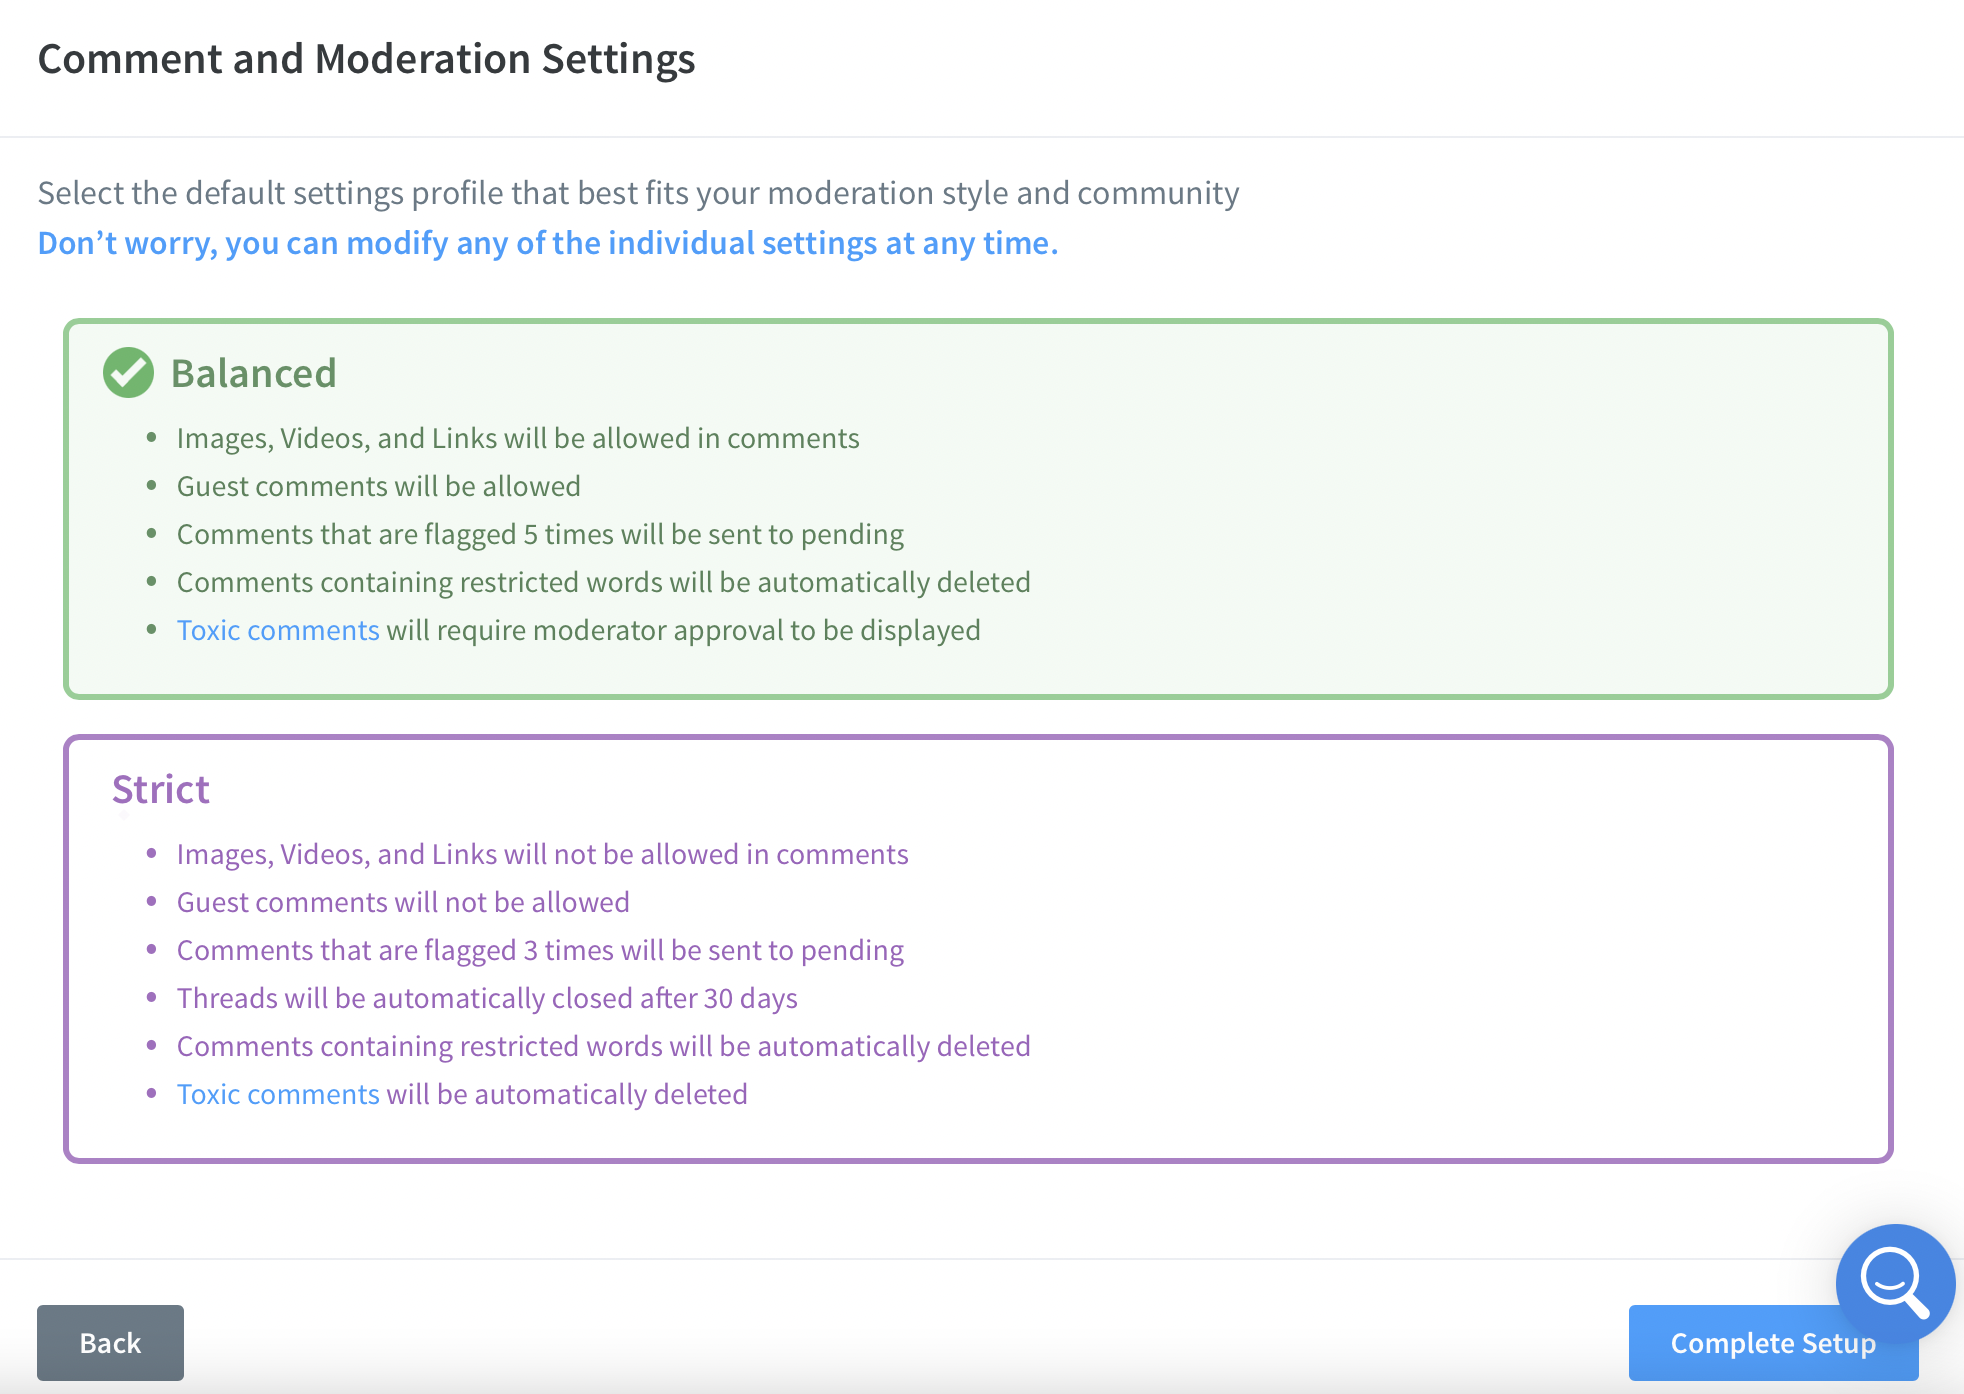 Comment and Moderation Settings
Select the default settings profile that best fits your moderation style and community
Don’t worry, you can modify any of the individual settings at any time.
Balanced
• Images, Videos, and Links will be allowed in comments
• Guest comments will be allowed
• Comments that are flagged 5 times will be sent to pending
• Comments containing restricted words will be automatically deleted
• Toxic comments will require moderator approval to be displayed
Strict
• Images, Videos, and Links will not be allowed in comments
• Guest comments will not be allowed
• Comments that are flagged 3 times will be sent to pending
• Threads will be automatically closed after 30 days
• Comments containing restricted words will be automatically deleted
• Toxic comments will be automatically deleted
Back
Complete Setup